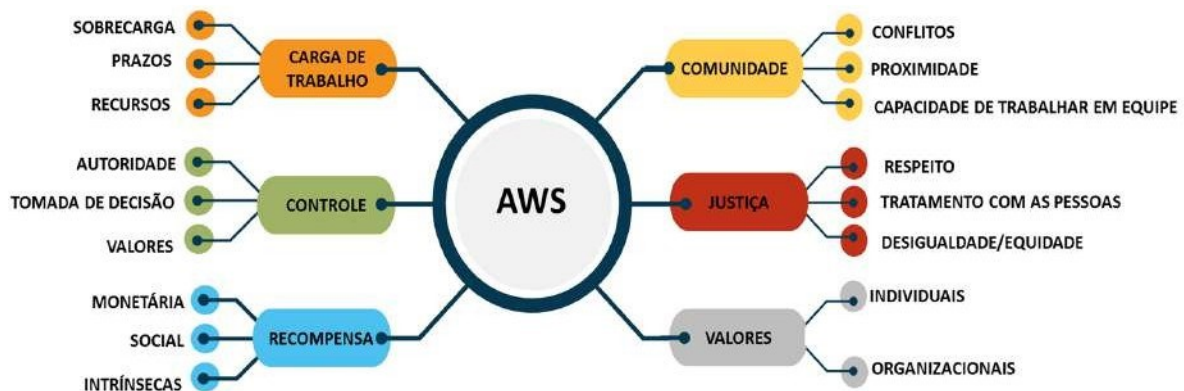 SOBRECARGA
PRAZOS
RECURSOS
CARGA DE
TRABALHO
AUTORIDADE
TOMADA DE DECISÃO
VALORES
CONTROLE
MONETÁRIA
SOCIAL
INTRÍNSECAS
RECOMPENSA
AWS
COMUNIDADE
CONFLITOS
PROXIMIDADE
CAPACIDADE DE TRABALHAR EM EQUIPE
JUSTIÇA
RESPEITO
TRATAMENTO COM AS PESSOAS
DESIGUALDADE/EQUIDADE
VALORES
INDIVIDUAIS
ORGANIZACIONAIS